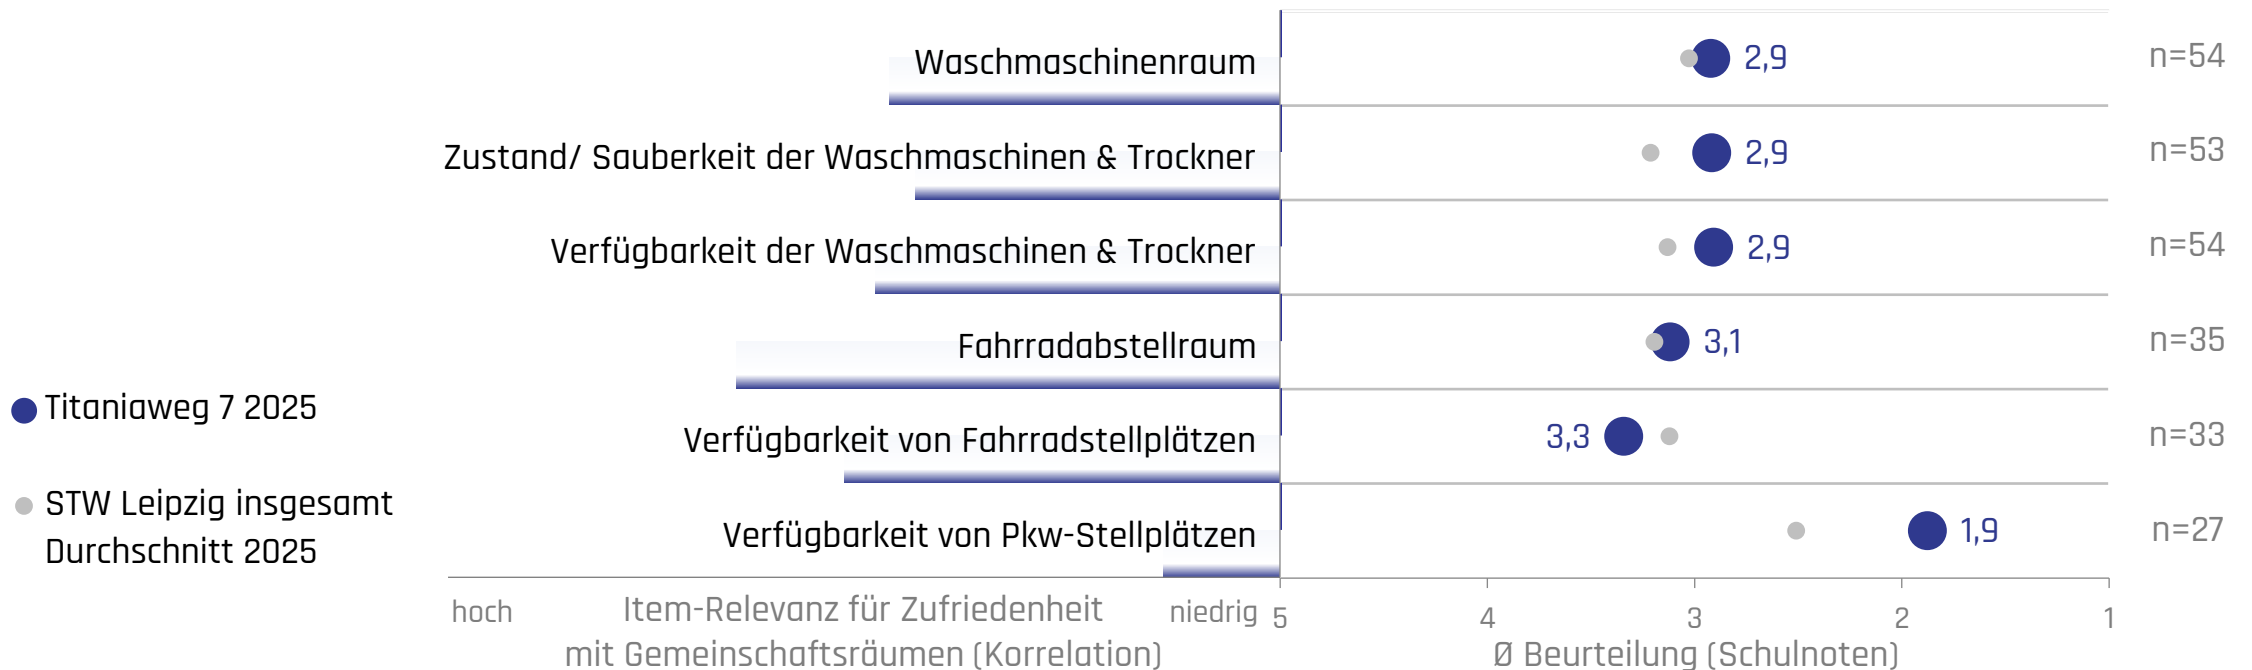 Waschmaschinenraum 2,9 n=54
Zustand/ Sauberkeit der Waschmaschinen & Trockner 2,9 n=53
Verfügbarkeit der Waschmaschinen & Trockner 2,9 n=54
Fahrradabstellraum 3,1 n=35
Titaniaweg 7 2025
Verfügbarkeit von Fahrradstellplätzen 3,3 n=33
STW Leipzig insgesamt
Durchschnitt 2025
Verfügbarkeit von Pkw-Stellplätzen 1,9 n=27
hoch Item-Relevanz für Zufriedenheit niedrig 5 4 3 2 1
mit Gemeinschaftsräumen (Korrelation) Ø Beurteilung (Schulnoten)